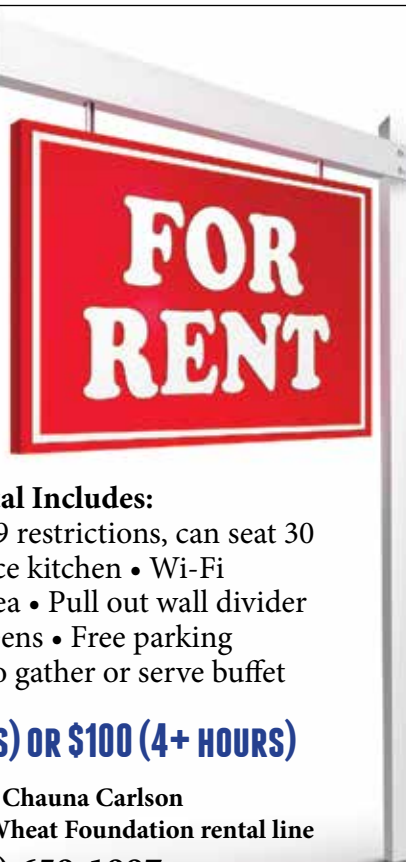 FOR
RENT
al Includes:
9 restrictions, can seat 30
ce kitchen • Wi-Fi
ea • Pull out wall divider
ens • Free parking
o gather or serve buffet
S) OR $100 (4+ HOURS)
Chauna Carlson
Wheat Foundation rental line